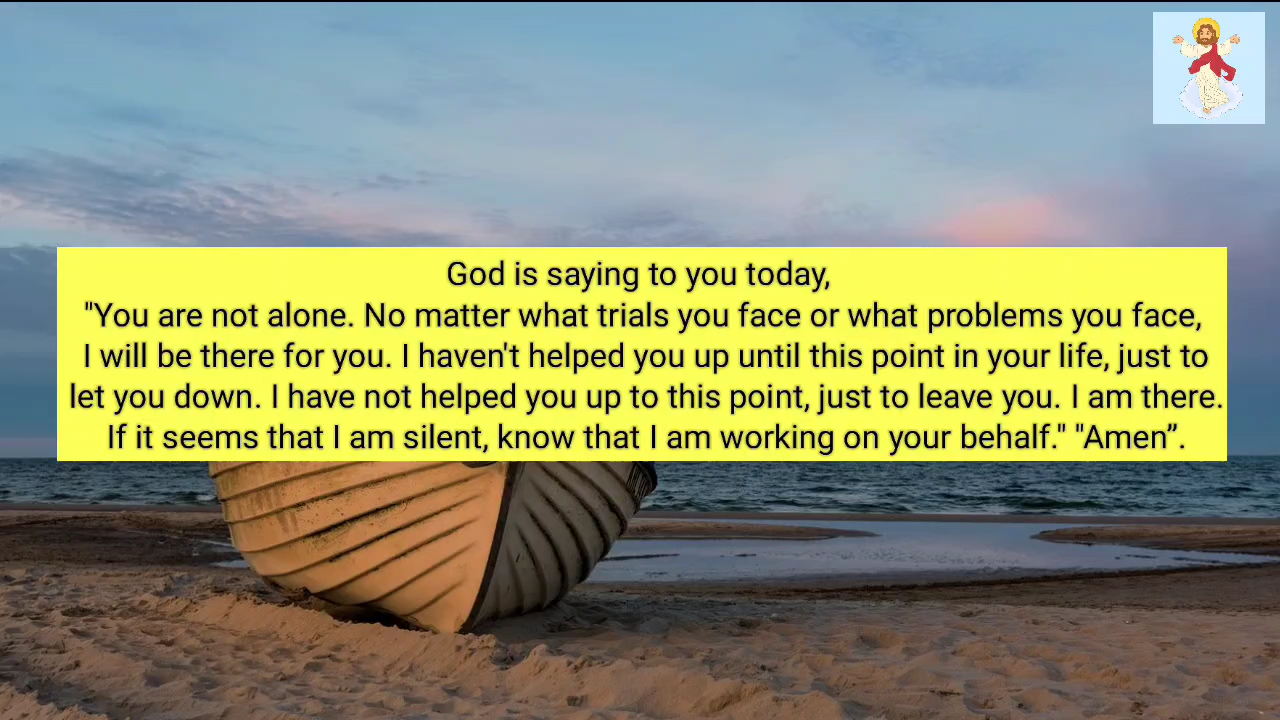 God is saying to you today,
"You are not alone. No matter what trials you face or what problems you face,
I will be there for you. I haven't helped you up until this point in your life, just to
let you down. I have not helped you up to this point, just to leave you. I am there.
If it seems that I am silent, know that I am working on your behalf." "Amen”.